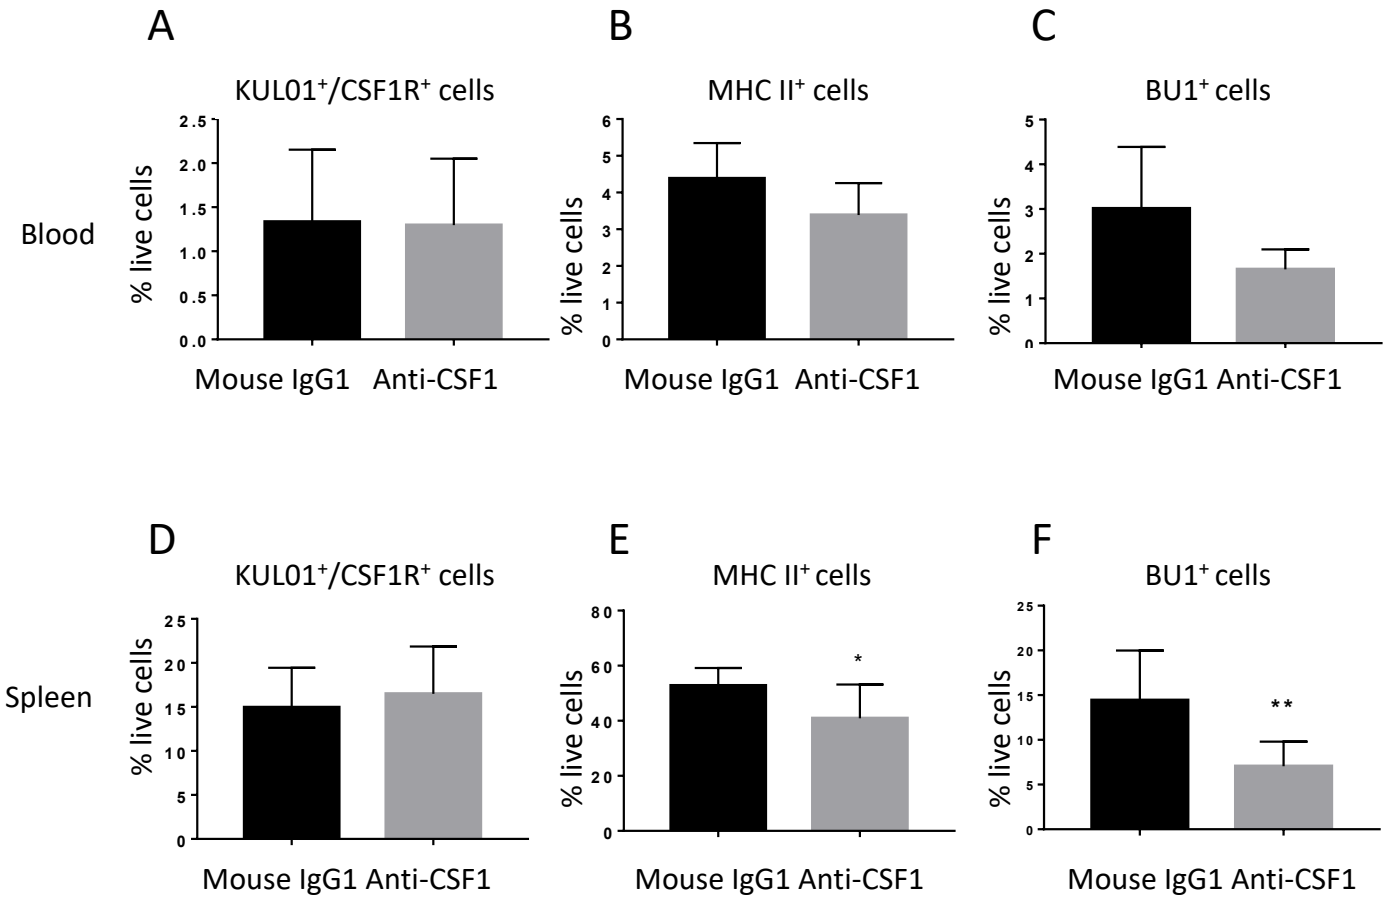 A B C
KUL01⁺/CSF1R⁺ cells MHC II⁺ cells BU1⁺ cells
Blood
% live cells
2.5
2.0
1.5
1.0
0.5
0.0
% live cells
6
5
4
3
2
1
0
% live cells
5
4
3
2
1
0
Mouse IgG1 Anti-CSF1 Mouse IgG1 Anti-CSF1 Mouse IgG1 Anti-CSF1
D E F
KUL01⁺/CSF1R⁺ cells MHC II⁺ cells BU1⁺ cells
Spleen
% live cells
25
20
15
10
5
0
% live cells
80
60
40
20
0
*
% live cells
25
20
15
10
5
0
**
Mouse IgG1 Anti-CSF1 Mouse IgG1 Anti-CSF1 Mouse IgG1 Anti-CSF1